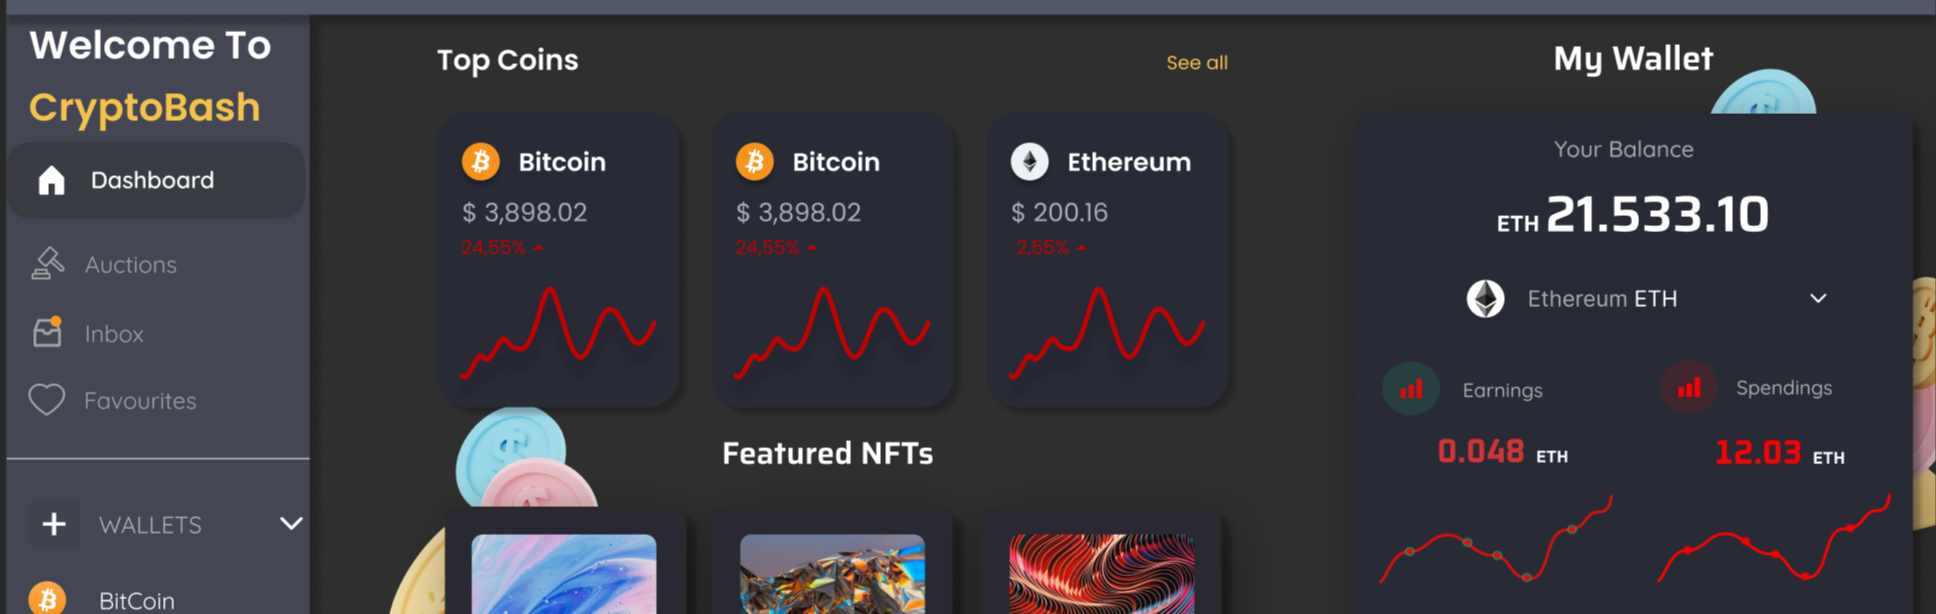 Welcome To
CryptoBash
Dashboard
Auctions
Inbox
Favourites
WALLETS
BitCoin
Top Coins
See all
Bitcoin
$ 3,898.02
24,55%
Bitcoin
$ 3,898.02
24,55%
Ethereum
$ 200.16
2,55%
Featured NFTs
My Wallet
Your Balance
ETH 21.533.10
Ethereum ETH
Earnings
0.048 ETH
Spendings
12.03 ETH